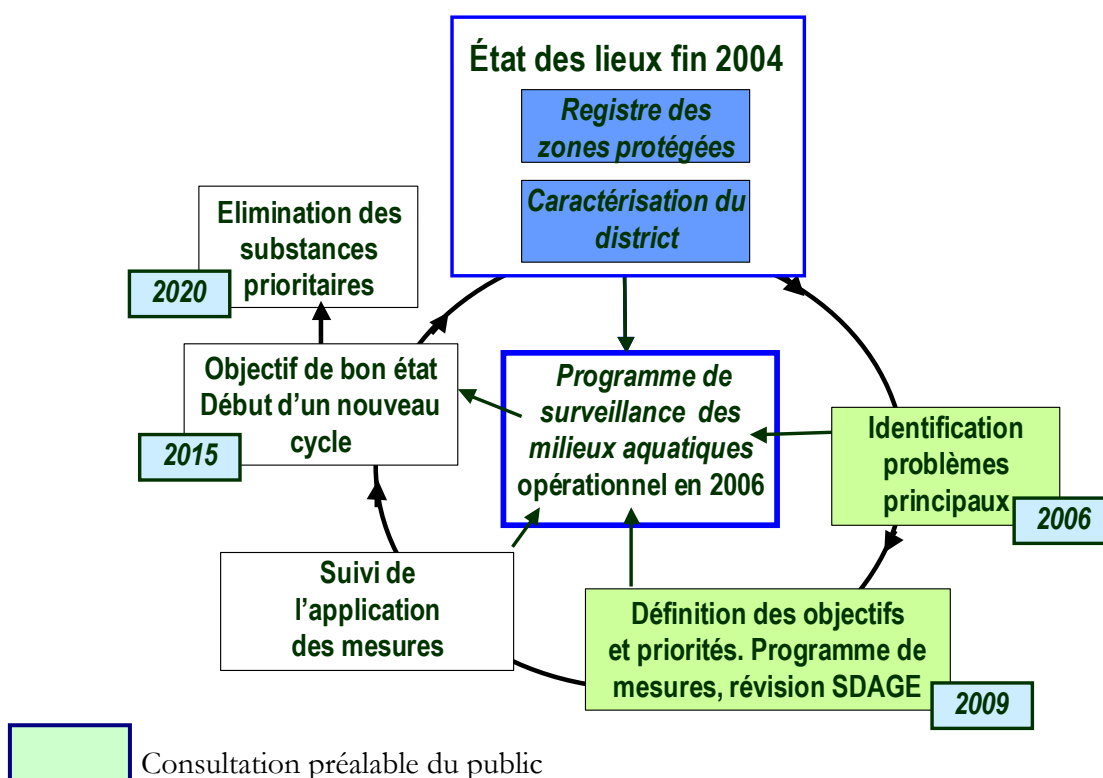 État des lieux fin 2004
Registre des
zones protégées
Caractérisation du
district
Elimination des
substances
prioritaires
2020
Objectif de bon état
Début d'un nouveau
cycle
2015
Programme de
surveillance des
milieux aquatiques
opérationnel en 2006
Identification
problèmes
principaux
2006
Suivi de
l'application
des mesures
Définition des objectifs
et priorités. Programme de
mesures, révision SDAGE
2009
Consultation préalable du public